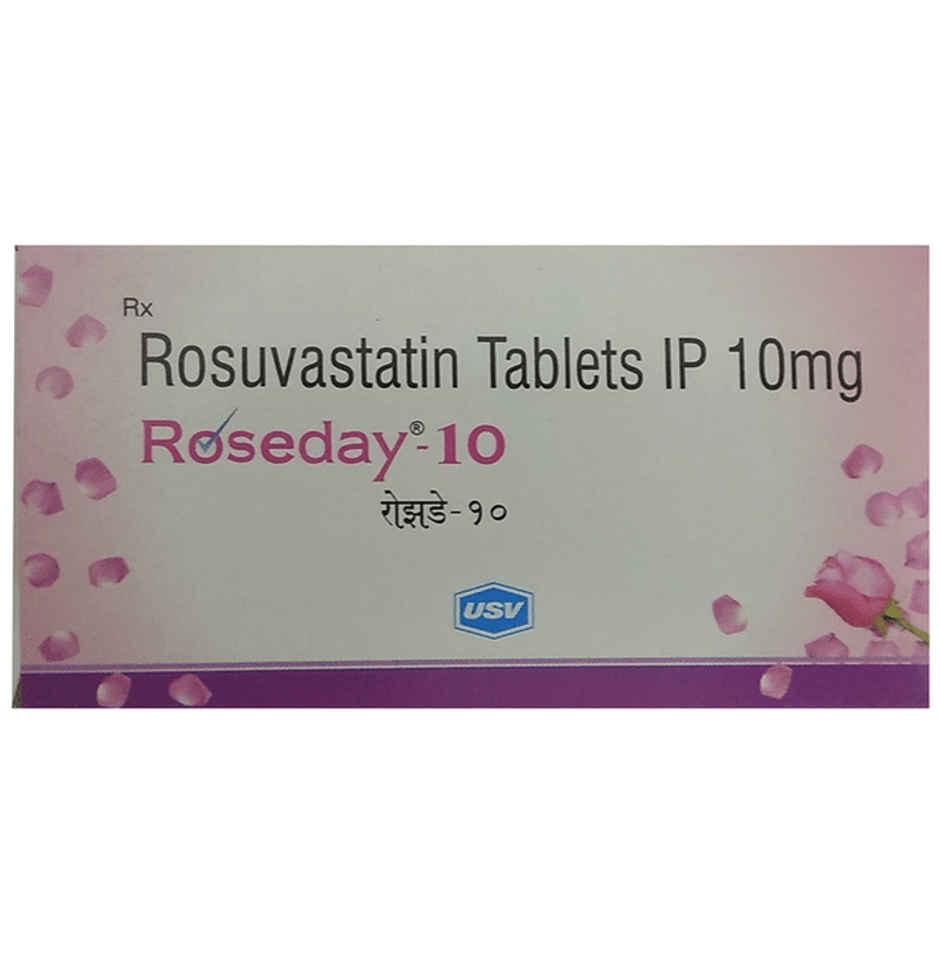 Rx
Rosuvastatin Tablets IP 10mg
Roseday®-10
रोझडे-१०
USV